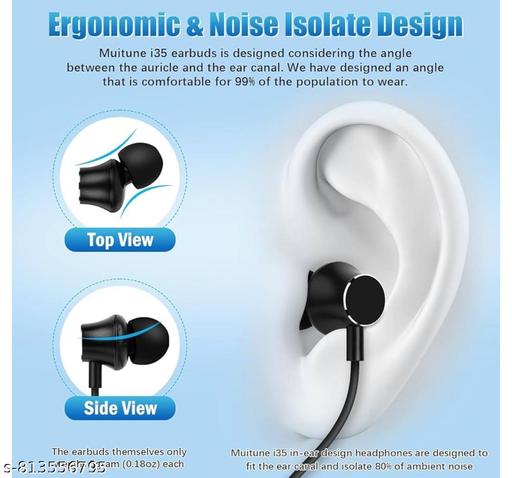 Ergonomic & Noise Isolate Design
Muitune i35 earbuds is designed considering the angle
between the auricle and the ear canal. We have designed an angle
that is comfortable for 99% of the population to wear.
Top View
Side View
The earbuds themselves only
(0.18oz) each
s-813556795
Muitune i35 in-ear design headphones are designed to
fit the ear canal and isolate 80% of ambient noise